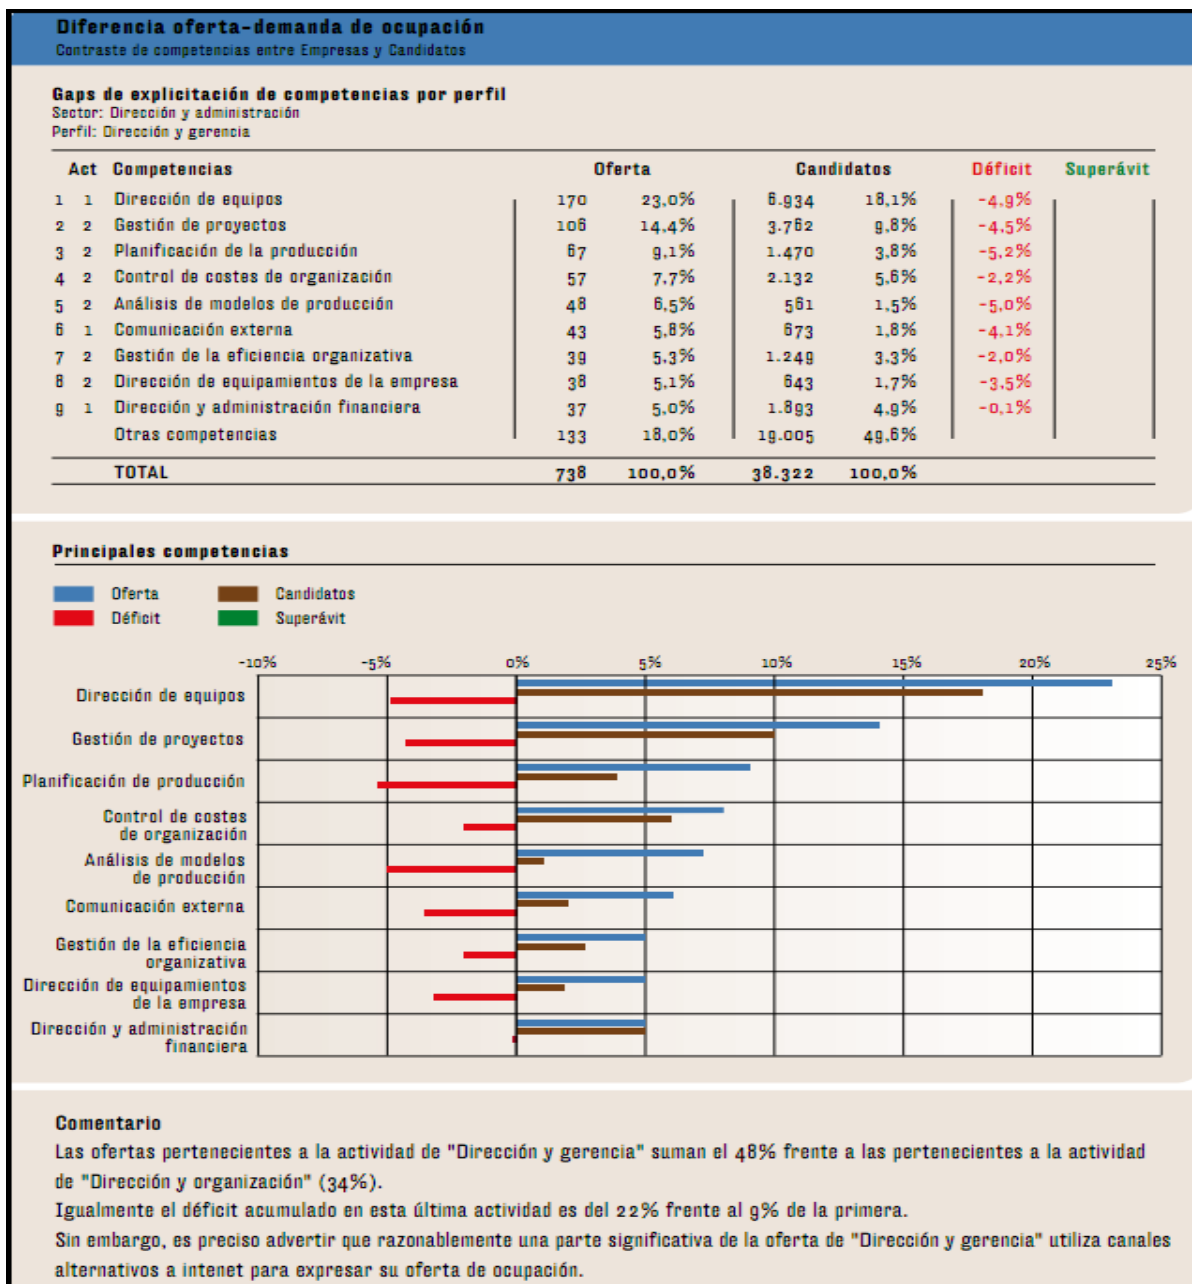 Diferencia oferta-demanda de ocupación
Contraste de competencias entre Empresas y Candidatos
Gaps de explicitación de competencias por perfil
Sector: Dirección y administración
Perfil: Dirección y gerencia
Act Competencias Oferta Candidatos Déficit Superávit
1 1 Dirección de equipos 170 23,0% 6.934 18,1% -4,9%
2 2 Gestión de proyectos 106 14,4% 3.762 9,8% -4,5%
3 2 Planificación de la producción 67 9,1% 1.470 3,8% -5,2%
4 2 Control de costes de organización 57 7,7% 2.132 5,6% -2,2%
5 2 Análisis de modelos de producción 48 6,5% 561 1,5% -5,0%
6 1 Comunicación externa 43 5,8% 673 1,8% -4,1%
7 2 Gestión de la eficiencia organizativa 39 5,3% 1.249 3,3% -2,0%
8 2 Dirección de equipamientos de la empresa 38 5,1% 643 1,7% -3,5%
9 1 Dirección y administración financiera 37 5,0% 1.893 4,9% -0,1%
Otras competencias 133 18,0% 19.005 49,6%
TOTAL 738 100,0% 38.322 100,0%
Principales competencias
Oferta Candidatos
Déficit Superávit
-10% -5% 0% 5% 10% 15% 20% 25%
Dirección de equipos
Gestión de proyectos
Planificación de producción
Control de costes
de organización
Análisis de modelos
de producción
Comunicación externa
Gestión de la eficiencia
organizativa
Dirección de equipamientos
de la empresa
Dirección y administración
financiera
Comentario
Las ofertas pertenecientes a la actividad de "Dirección y gerencia" suman el 48% frente a las pertenecientes a la actividad
de "Dirección y organización" (34%).
Igualmente el déficit acumulado en esta última actividad es del 22% frente al 9% de la primera.
Sin embargo, es preciso advertir que razonablemente una parte significativa de la oferta de "Dirección y gerencia" utiliza canales
alternativos a intenet para expresar su oferta de ocupación.